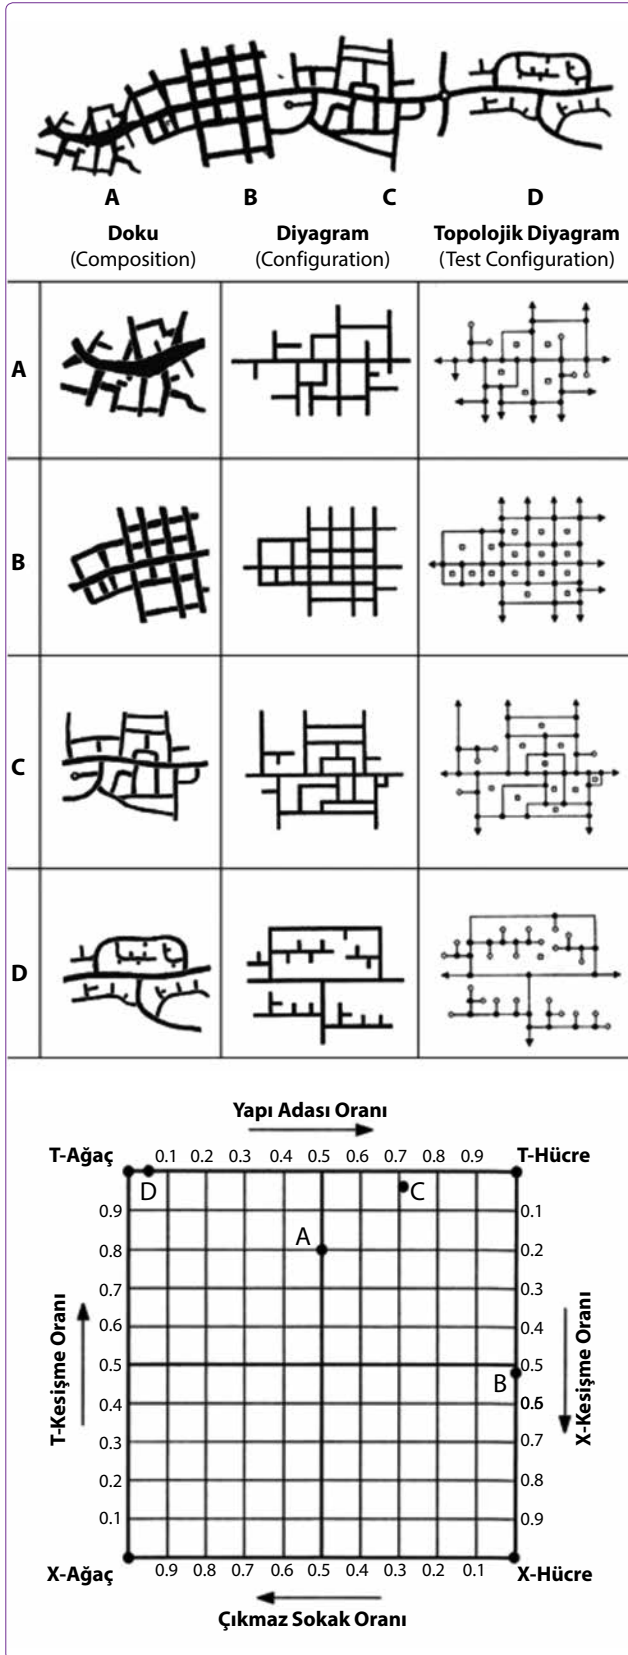 A B C D
Doku Diyagram Topolojik Diyagram
(Composition) (Configuration) (Test Configuration)
A
B
C
D
Yapı Adası Oranı
T-Ağaç 0.1 0.2 0.3 0.4 0.5 0.6 0.7 0.8 0.9 T-Hücre
D C
0.9 0.1
A
0.8 0.2
0.7 0.3
0.6 0.4
0.5 0.5
B
0.4 0.6
0.3 0.7
0.2 0.8
0.1 0.9
T-Kesişme Oranı
X-Kesişme Oranı
X-Ağaç 0.9 0.8 0.7 0.6 0.5 0.4 0.3 0.2 0.1 X-Hücre
Çıkmaz Sokak Oranı